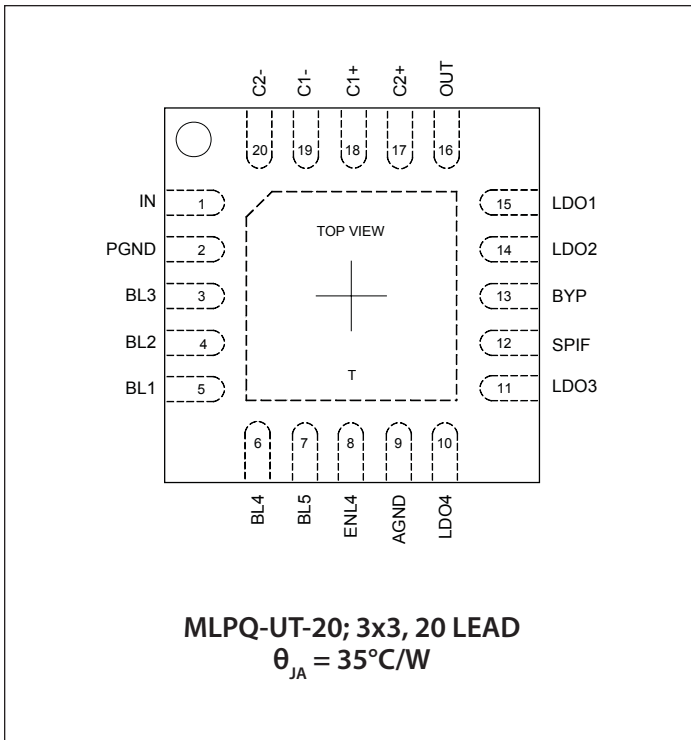 C2-
C1-
C1+
C2+
OUT
20
19
18
17
16
IN 1
PGND 2
BL3 3
BL2 4
BL1 5
TOP VIEW
T
15 LDO1
14 LDO2
13 BYP
12 SPIF
11 LDO3
6
7
8
9
10
BL4
BL5
ENL4
AGND
LDO4
MLPQ-UT-20; 3x3, 20 LEAD
θJA = 35°C/W